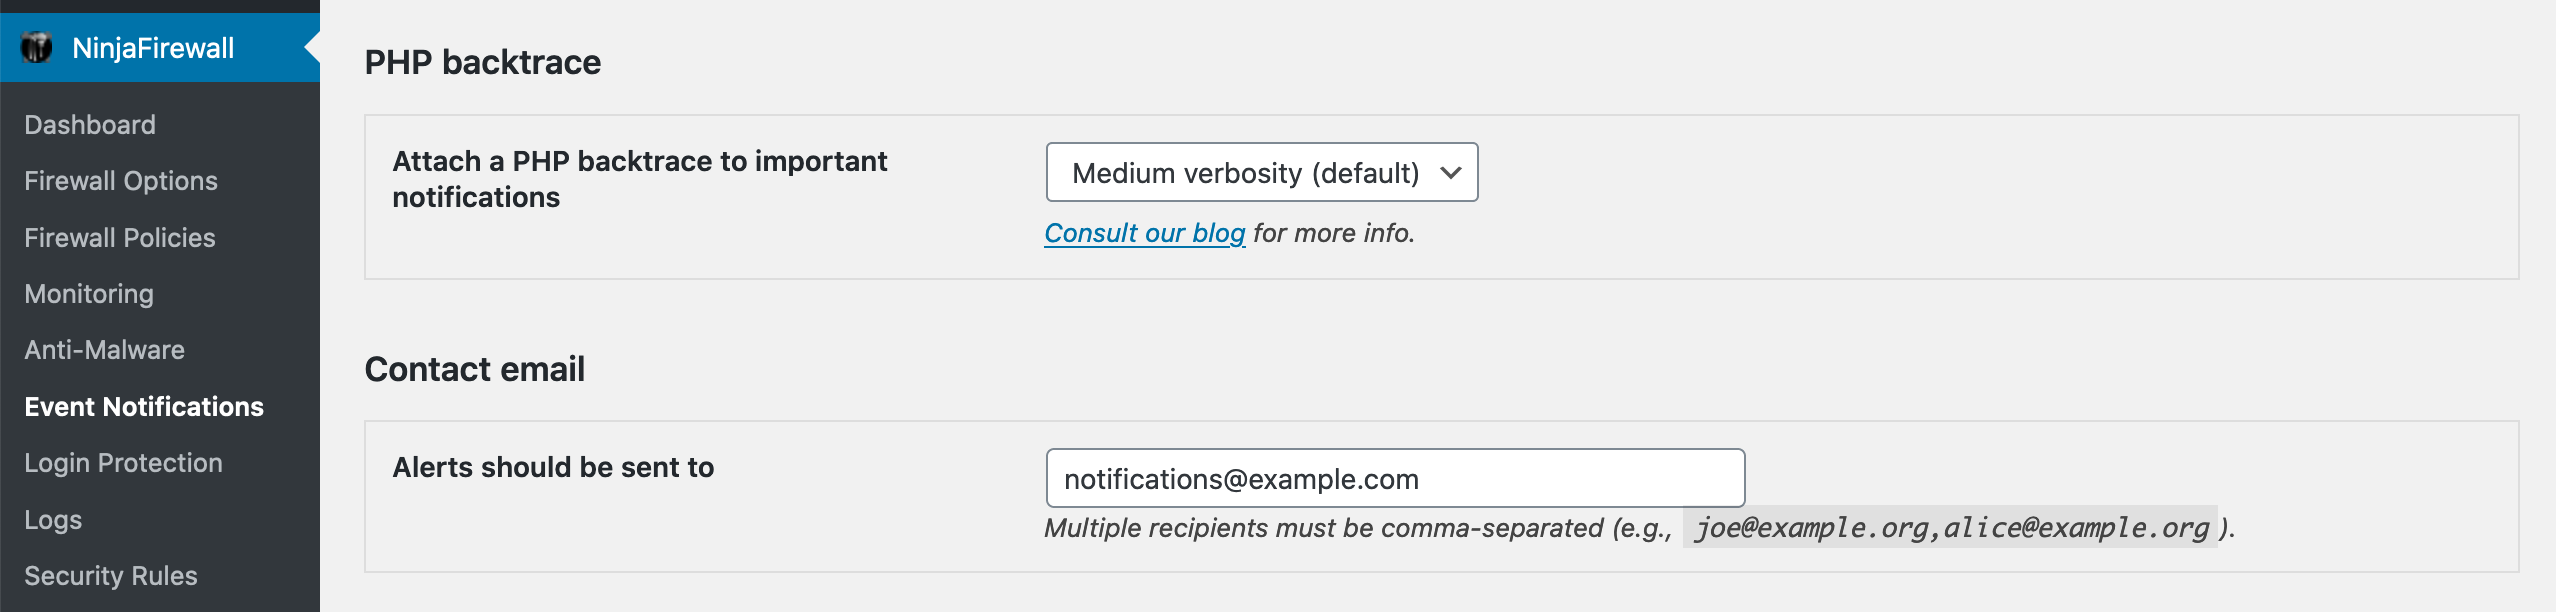 NinjaFirewall
Dashboard
Firewall Options
Firewall Policies
Monitoring
Anti-Malware
Event Notifications
Login Protection
Logs
Security Rules
PHP backtrace
Attach a PHP backtrace to important
notifications
Medium verbosity (default)
Consult our blog for more info.
Contact email
Alerts should be sent to
notifications@example.com
Multiple recipients must be comma-separated (e.g., joe@example.org,alice@example.org).